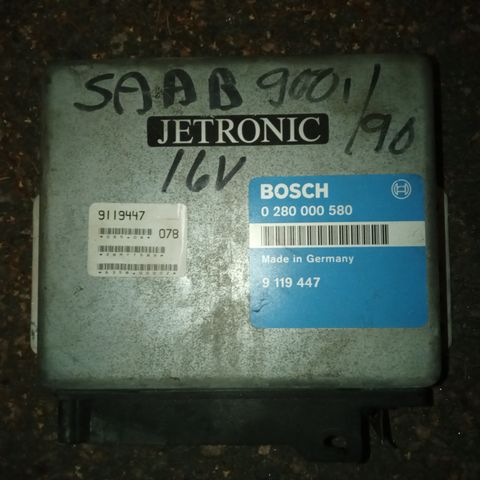 SAAB 900i/90
JETRONIC
16V
BOSCH
0 280 000 580
9119447
078
Made in Germany
9 119 447